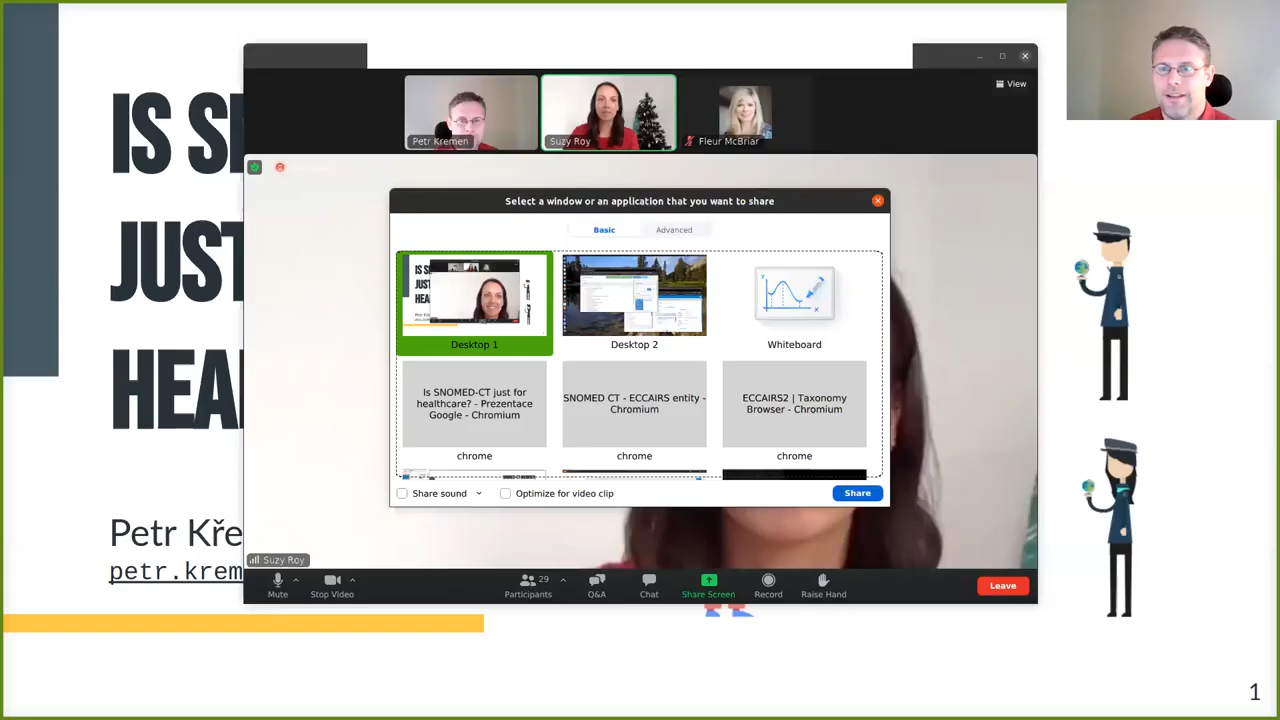 IS S
JUST
HEA
Petr Kře
petr.krem
View
Petr Kremen
Suzy Roy
Fleur McBriar
Select a window or an application that you want to share
Basic
Advanced
Desktop 1
Desktop 2
Whiteboard
Is SNOMED-CT just for
healthcare? - Prezentace
Google - Chromium
SNOMED CT - ECCAIRS entity -
Chromium
ECCAIRS2 | Taxonomy
Browser - Chromium
chrome
chrome
chrome
Share sound
Optimize for video clip
Share
Suzy Roy
Mute
Stop Video
29
Participants
Q&A
Chat
Share Screen
Record
Raise Hand
Leave
1